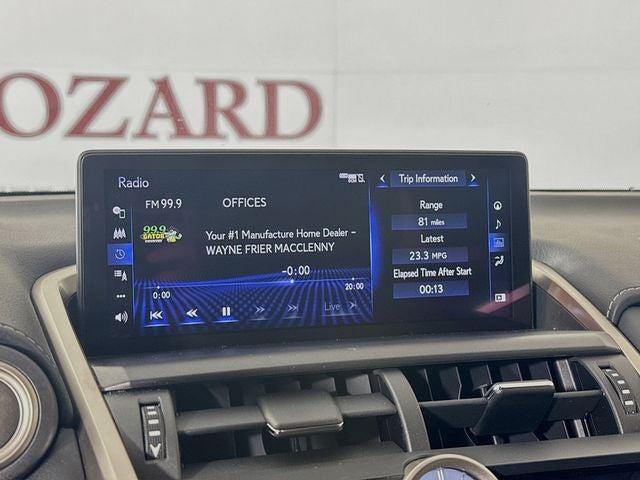 OZARD
Radio
FM 99.9
OFFICES
99.9
GATOR
COUNTRY
Your #1 Manufacture Home Dealer –
WAYNE FRIER MACCLENNY
-0:00
0:00
20:00
Live
Trip Information
Range
81 miles
Latest
23.3 MPG
Elapsed Time After Start
00:13